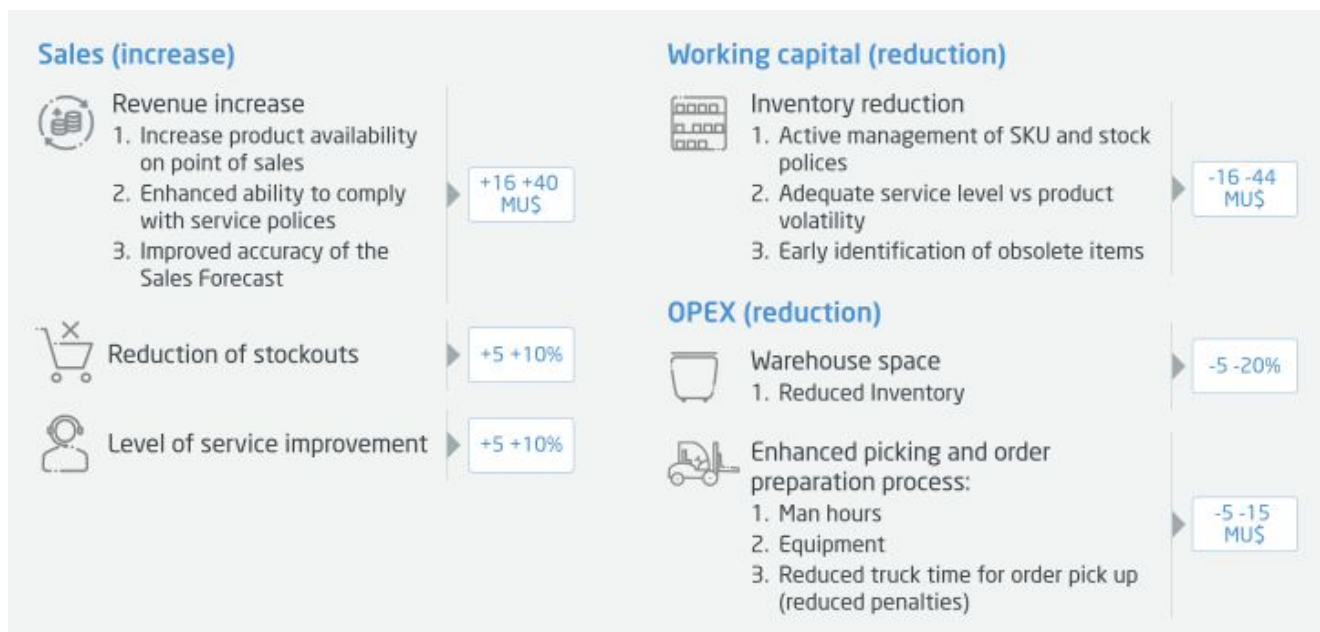 Sales (increase)
Revenue increase
1. Increase product availability
on point of sales
2. Enhanced ability to comply
with service polices
3. Improved accuracy of the
Sales Forecast
+16 +40
MU$
Reduction of stockouts
+5 +10%
Level of service improvement
+5 +10%
Working capital (reduction)
Inventory reduction
1. Active management of SKU and stock
polices
2. Adequate service level vs product
volatility
3. Early identification of obsolete items
-16 -44
MU$
OPEX (reduction)
Warehouse space
1. Reduced Inventory
-5 -20%
Enhanced picking and order
preparation process:
1. Man hours
2. Equipment
3. Reduced truck time for order pick up
(reduced penalties)
-5 -15
MU$